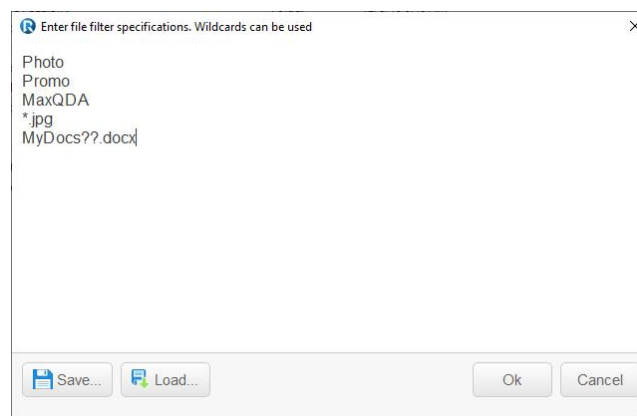 Enter file filter specifications. Wildcards can be used
Photo
Promo
MaxQDA
*.jpg
MyDocs??.docx
Save...
Load...
Ok
Cancel